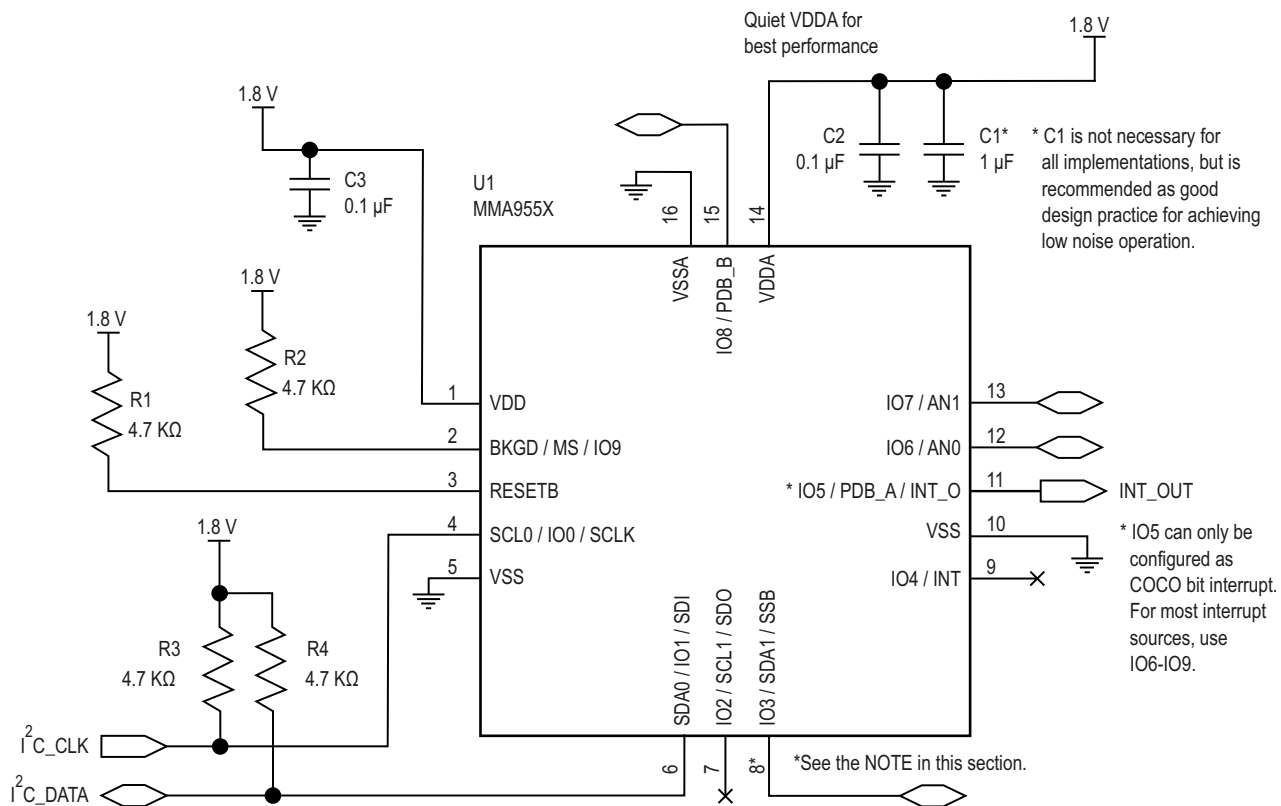 Quiet VDDA for
best performance
1.8 V
1.8 V
C3
0.1 µF
U1
MMA955X
C2
0.1 µF
C1*
1 µF
* C1 is not necessary for
all implementations, but is
recommended as good
design practice for achieving
low noise operation.
16
15
14
VSSA
IO8 / PDB_B
VDDA
1.8 V
R2
4.7 KΩ
1.8 V
R1
4.7 KΩ
1
VDD
2
BKGD / MS / IO9
3
RESETB
4
SCL0 / IO0 / SCLK
5
VSS
IO7 / AN1
13
IO6 / AN0
12
* IO5 / PDB_A / INT_O
11
INT_OUT
VSS
10
IO4 / INT
9
* IO5 can only be
configured as
COCO bit interrupt.
For most interrupt
sources, use
IO6-IO9.
1.8 V
R3
4.7 KΩ
R4
4.7 KΩ
SDA0 / IO1 / SDI
IO2 / SCL1 / SDO
IO3 / SDA1 / SSB
6
7
8*
*See the NOTE in this section.
I²C_CLK
I²C_DATA